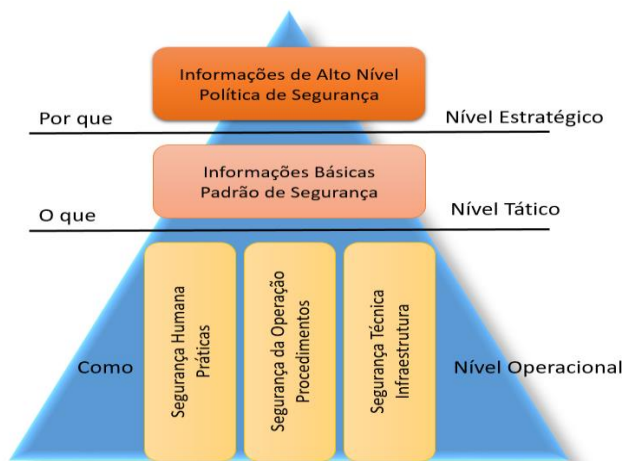 Informações de Alto Nível
Política de Segurança
Por que
Nível Estratégico
Informações Básicas
Padrão de Segurança
O que
Nível Tático
Segurança Humana
Práticas
Segurança da Operação
Procedimentos
Segurança Técnica
Infraestrutura
Como
Nível Operacional